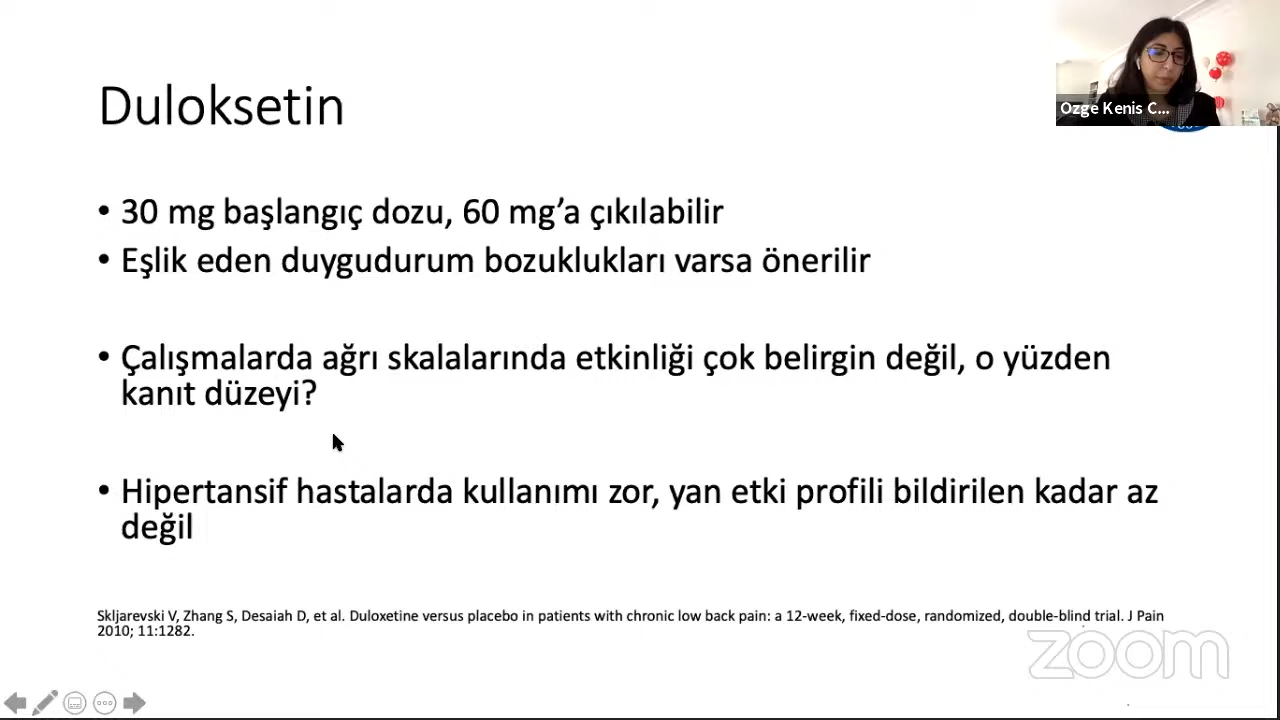 Duloksetin
Ozge Kenis C...
• 30 mg başlangıç dozu, 60 mg’a çıkılabilir
• Eşlik eden duygudurum bozuklukları varsa önerilir
• Çalışmalarda ağrı skalalarında etkinliği çok belirgin değil, o yüzden
kanıt düzeyi?
• Hipertansif hastalarda kullanımı zor, yan etki profili bildirilen kadar az
değil
Skljarevski V, Zhang S, Desaiah D, et al. Duloxetine versus placebo in patients with chronic low back pain: a 12-week, fixed-dose, randomized, double-blind trial. J Pain
2010; 11:1282.
zoom